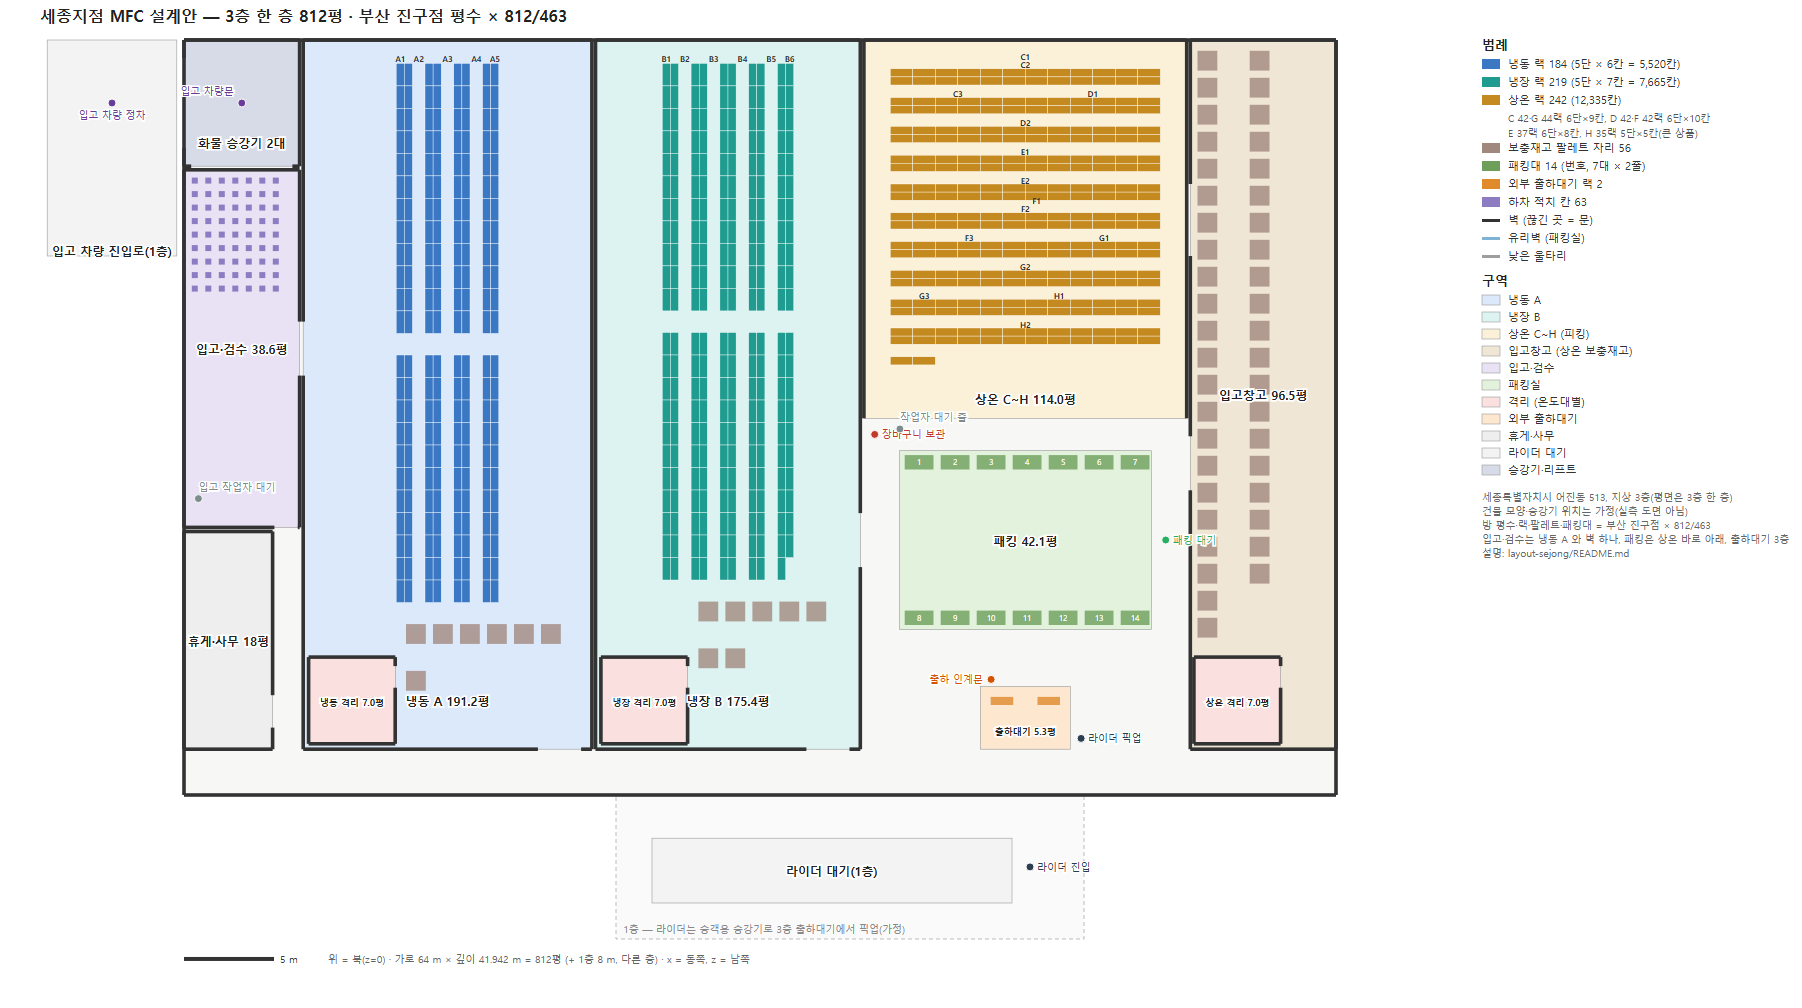 세종지점 MFC 설계안 — 3층 한 층 812평 · 부산 진구점 평수 × 812/463
입고 차량문
입고 차량 정차
화물 승강기 2대
입고 차량 진입로(1층)
입고·검수 38.6평
입고 작업자 대기
휴게·사무 18평
A1 A2 A3 A4 A5
냉동 격리 7.0평
냉동 A 191.2평
B1 B2 B3 B4 B5 B6
냉장 격리 7.0평
냉장 B 175.4평
C1
C2
C3 D1
D2
E1
E2
F1
F2
F3 G1
G2
G3 H1
H2
상온 C~H 114.0평
작업자 대기 줄
장바구니 보관
1 2 3 4 5 6 7
패킹 42.1평
패킹 대기
8 9 10 11 12 13 14
출하 인계문
출하대기 5.3평
라이더 픽업
입고창고 96.5평
상온 격리 7.0평
라이더 대기(1층)
라이더 진입
1층 — 라이더는 승객용 승강기로 3층 출하대기에서 픽업(가정)
5 m
위 = 북(z=0) · 가로 64 m × 깊이 41.942 m = 812평 (+ 1층 8 m, 다른 층) · x = 동쪽, z = 남쪽
범례
냉동 랙 184 (5단 × 6칸 = 5,520칸)
냉장 랙 219 (5단 × 7칸 = 7,665칸)
상온 랙 242 (12,335칸)
C 42·G 44랙 6단×9칸, D 42·F 42랙 6단×10칸
E 37랙 6단×8칸, H 35랙 5단×5칸(큰 상품)
보충재고 팔레트 자리 56
패킹대 14 (번호, 7대 × 2줄)
외부 출하대기 랙 2
하차 적치 칸 63
벽 (끊긴 곳 = 문)
유리벽 (패킹실)
낮은 울타리
구역
냉동 A
냉장 B
상온 C~H (피킹)
입고창고 (상온 보충재고)
입고·검수
패킹실
격리 (온도대별)
외부 출하대기
휴게·사무
라이더 대기
승강기·리프트
세종특별자치시 어진동 513, 지상 3층(평면은 3층 한 층)
건물 모양·승강기 위치는 가정(실측 도면 아님)
방 평수·랙·팔레트·패킹대 = 부산 진구점 × 812/463
입고·검수는 냉동 A 와 벽 하나, 패킹은 상온 바로 아래, 출하대기 3층
설명: layout-sejong/README.md